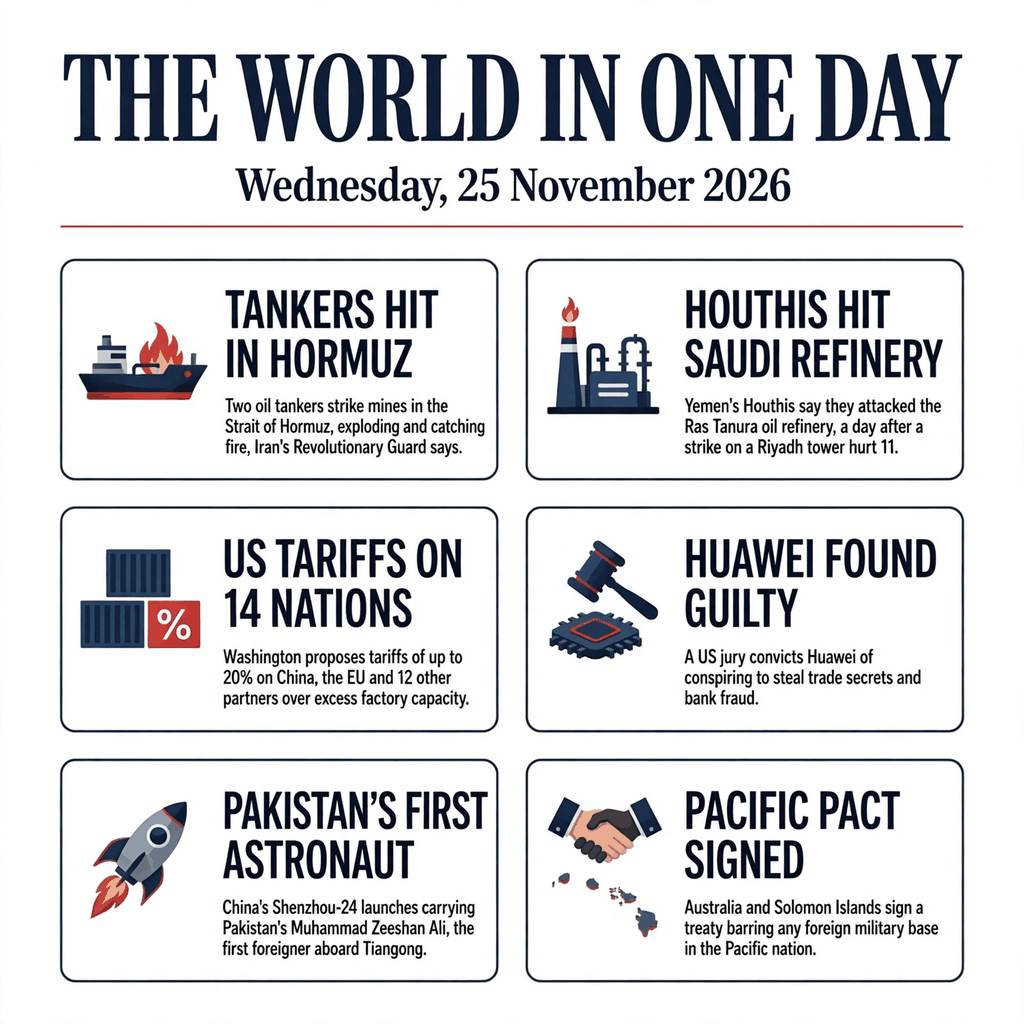 THE WORLD IN ONE DAY
Wednesday, 25 November 2026
TANKERS HIT
IN HORMUZ
Two oil tankers strike mines in the
Strait of Hormuz, exploding and catching
fire, Iran's Revolutionary Guard says.
HOUTHIS HIT
SAUDI REFINERY
Yemen's Houthis say they attacked the
Ras Tanura oil refinery, a day after a
strike on a Riyadh tower hurt 11.
US TARIFFS ON
14 NATIONS
%
Washington proposes tariffs of up to
20% on China, the EU and 12 other
partners over excess factory capacity.
HUAWEI FOUND
GUILTY
A US jury convicts Huawei of
conspiring to steal trade secrets and
bank fraud.
PAKISTAN'S FIRST
ASTRONAUT
China's Shenzhou-24 launches carrying
Pakistan's Muhammad Zeeshan Ali, the
first foreigner aboard Tiangong.
PACIFIC PACT
SIGNED
Australia and Solomon Islands sign a
treaty barring any foreign military base
in the Pacific nation.